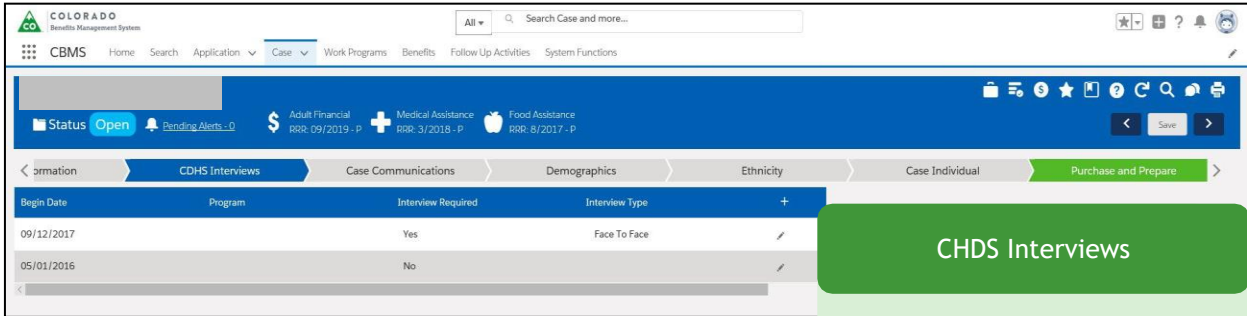 COLORADO
Benefits Management System
CO
All
Search Case and more...
CBMS Home Search Application Case Work Programs Benefits Follow Up Activities System Functions
Status Open Pending Alerts - 0
Adult Financial
RRR: 09/2019 - P
Medical Assistance
RRR: 3/2018 - P
Food Assistance
RRR: 8/2017 - P
Save
ormation CDHS Interviews Case Communications Demographics Ethnicity Case Individual Purchase and Prepare
Begin Date Program Interview Required Interview Type +
09/12/2017 Yes Face To Face
05/01/2016 No
CHDS Interviews